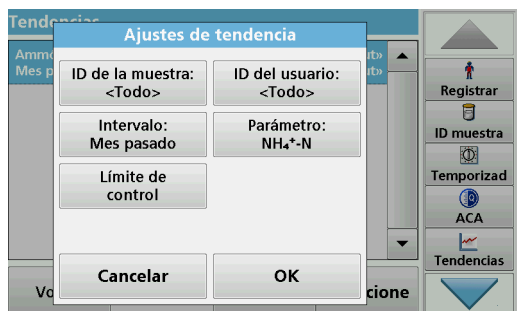 Tendencias
Ajustes de tendencia
ID de la muestra:
<Todo>
ID del usuario:
<Todo>
Intervalo:
Mes pasado
Parámetro:
NH₄⁺-N
Límite de
control
Cancelar
OK
Registrar
ID muestra
Temporizad
ACA
Tendencias